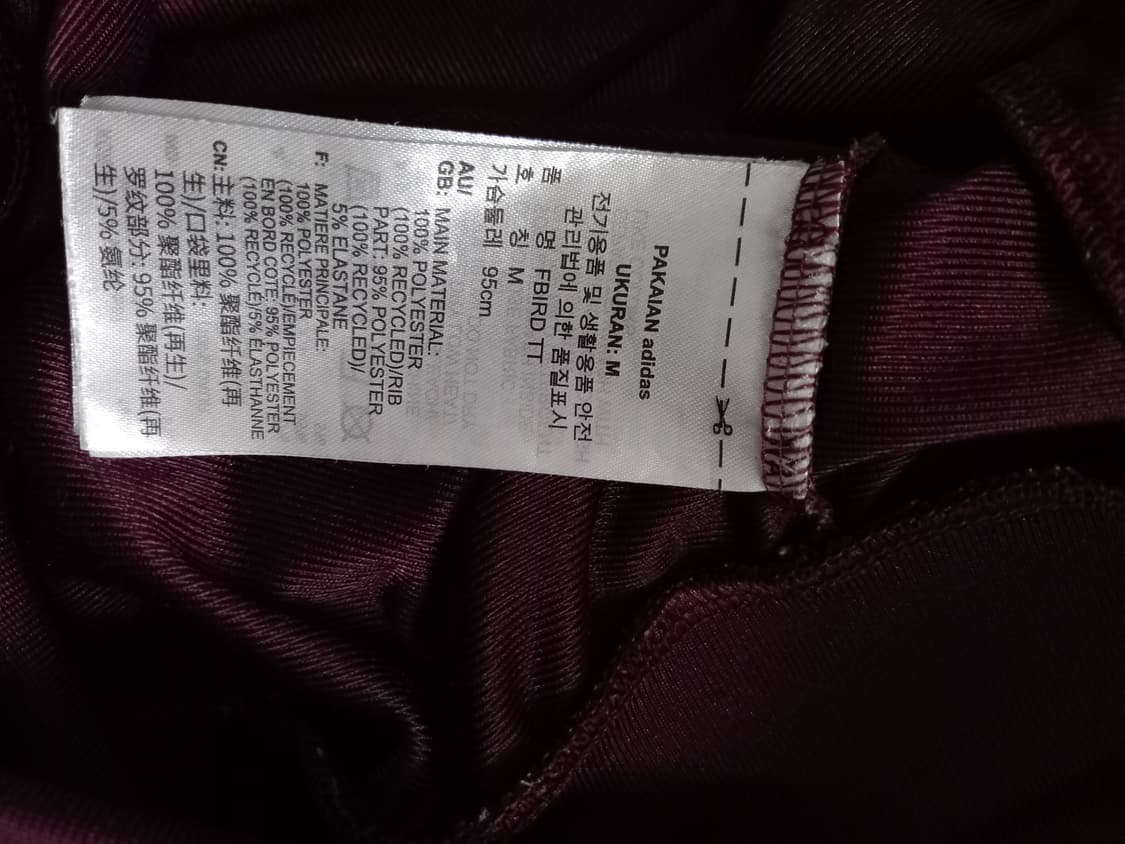 PAKAIAN adidas
UKURAN: M
전기용품 및 생활용품 안전
관리법에 의한 품질표시
품 명 FBIRD TT
호 칭 M
가슴둘레 95cm
AU/
GB: MAIN MATERIAL:
100% POLYESTER
(100% RECYCLED)/RIB
PART: 95% POLYESTER
(100% RECYCLED)/
5% ELASTANE
F: MATIERE PRINCIPALE:
100% POLYESTER
(100% RECYCLÉ)/EMPIECEMENT
EN BORD COTE: 95% POLYESTER
(100% RECYCLÉ)/5% ÉLASTHANNE
CN: 主料: 100% 聚酯纤维(再
生)/口袋里料:
100% 聚酯纤维(再生)/
罗纹部分: 95% 聚酯纤维(再
生)/5% 氨纶